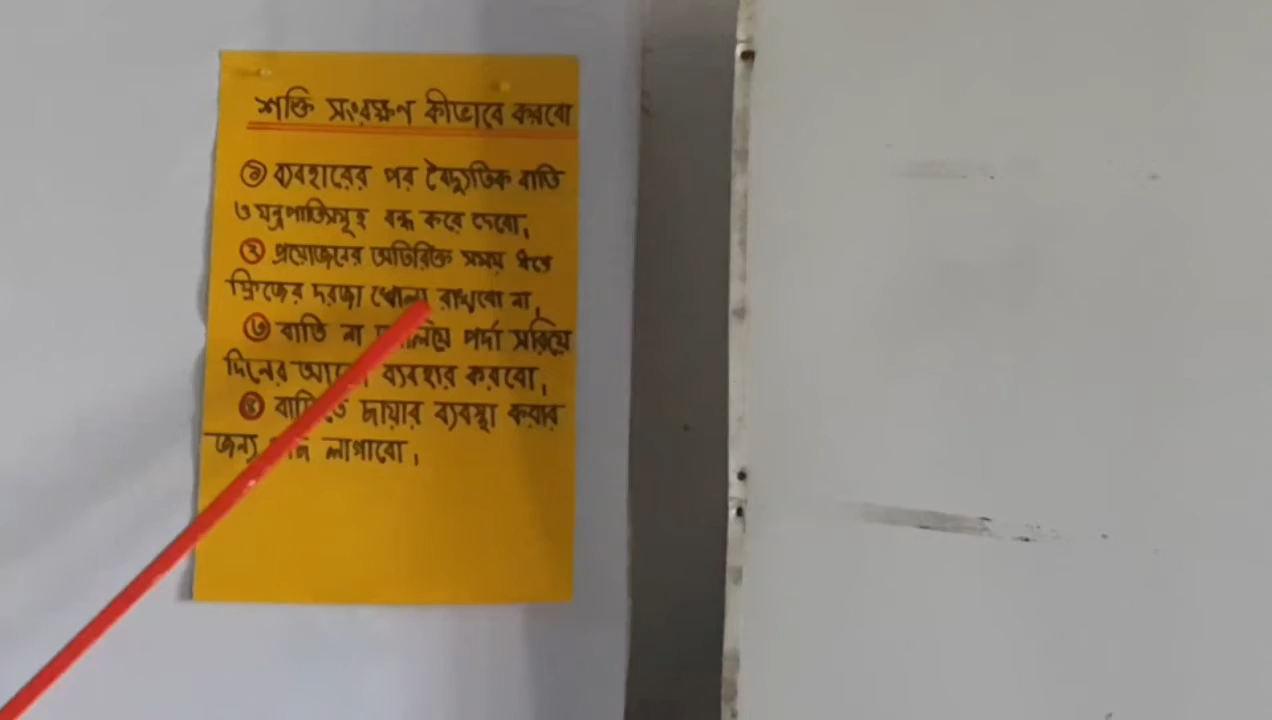 শক্তি সংরক্ষণ কীভাবে করবো
১ ব্যবহারের পর বৈদ্যুতিক বাতি
ও যন্ত্রপাতিসমূহ বন্ধ করে দেবো।
২ প্রয়োজনের অতিরিক্ত সময় ধরে
ফ্রিজের দরজা খোলা রাখবো না।
৩ বাতি না পর্দা সরিয়ে
দিনের ব্যবহার করবো।
৪ ছায়ার ব্যবস্থা করার
জন্য লাগাবো।